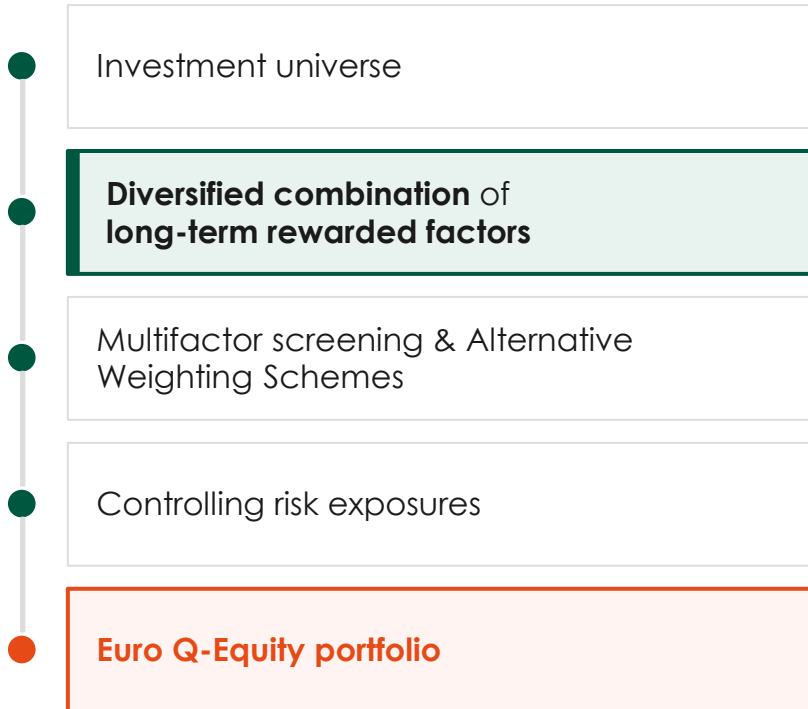 Investment universe
Diversified combination of
long-term rewarded factors
Multifactor screening & Alternative
Weighting Schemes
Controlling risk exposures
Euro Q-Equity portfolio